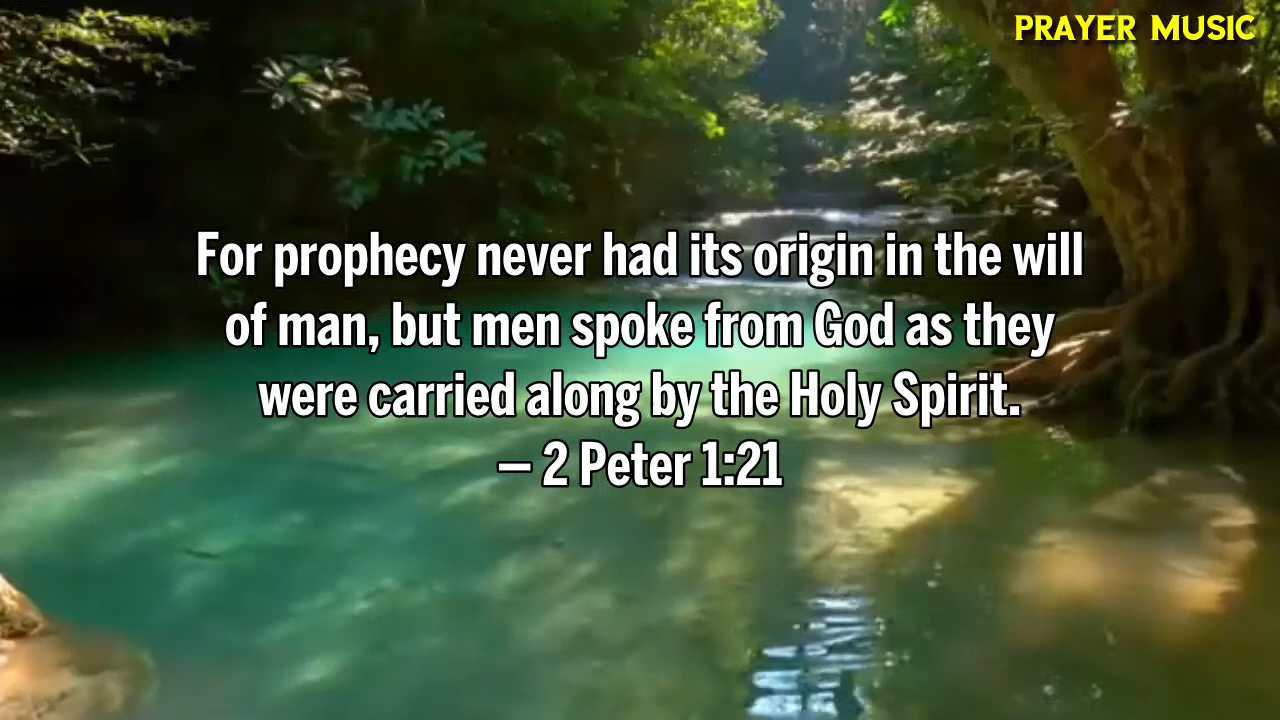 PRAYER MUSIC
For prophecy never had its origin in the will
of man, but men spoke from God as they
were carried along by the Holy Spirit.
– 2 Peter 1:21